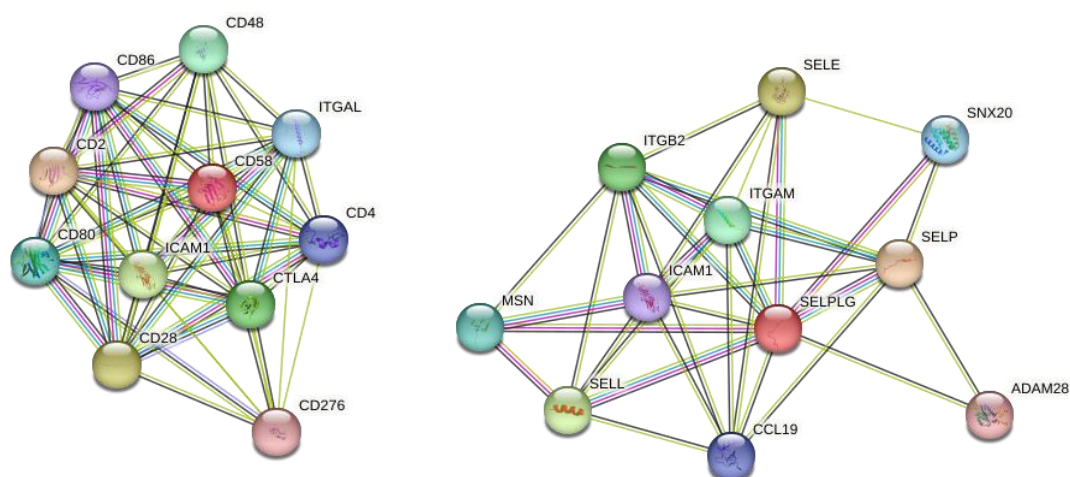 CD48
CD86
ITGAL
CD2
CD58
CD4
CD80
ICAM1
CTLA4
CD28
CD276
SELE
SNX20
ITGB2
ITGAM
SELP
ICAM1
MSN
SELPLG
SELL
ADAM28
CCL19